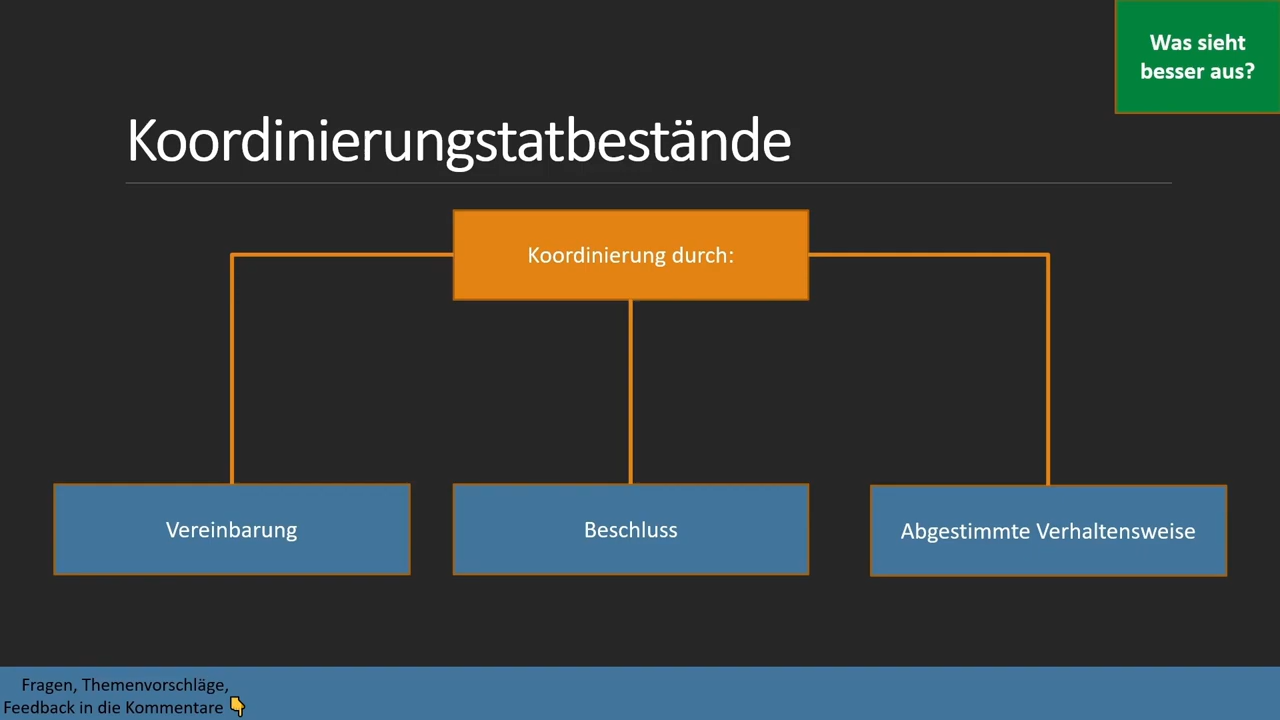 Was sieht
besser aus?
Koordinierungstatbestände
Koordinierung durch:
Vereinbarung
Beschluss
Abgestimmte Verhaltensweise
Fragen, Themenvorschläge,
Feedback in die Kommentare 👇